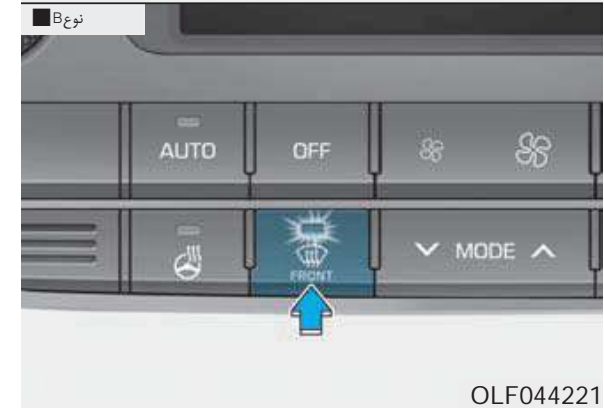 ■ نوعB
AUTO OFF
FRONT MODE
OLF044221